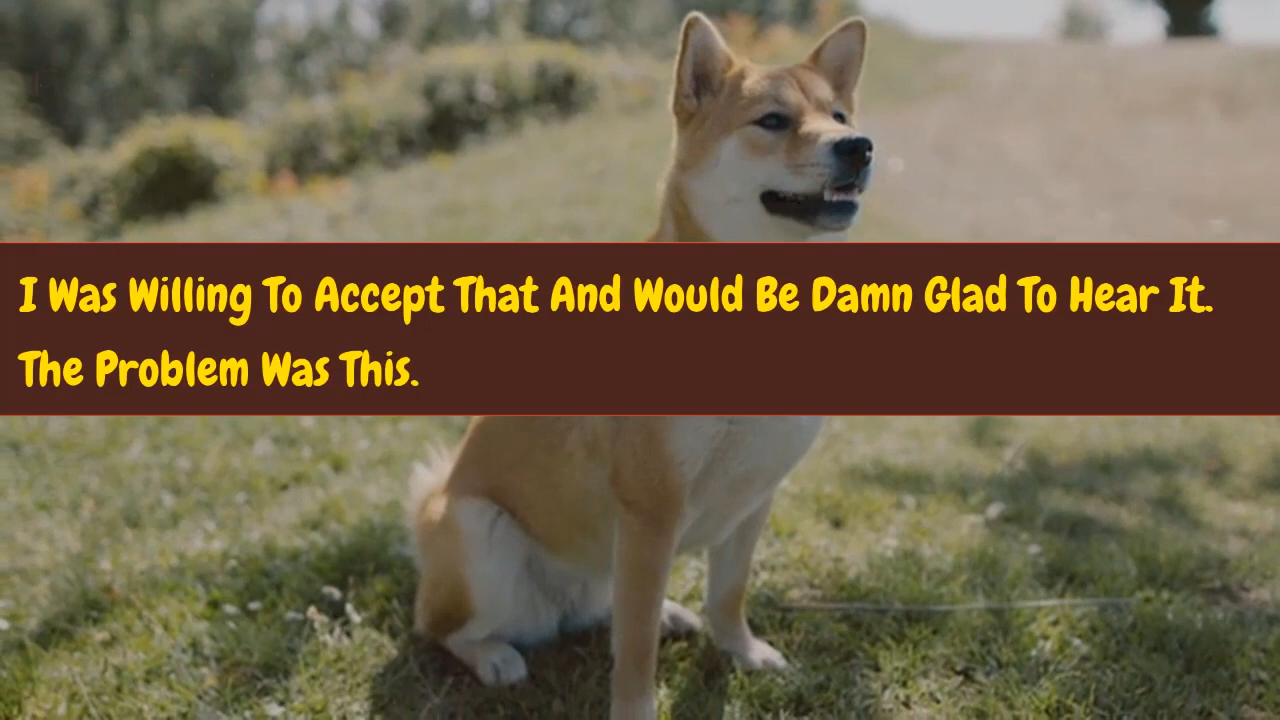 I Was Willing To Accept That And Would Be Damn Glad To Hear It.
The Problem Was This.